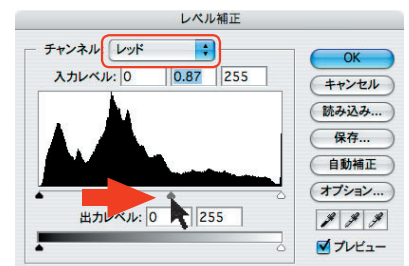 レベル補正
チャンネル: レッド
入力レベル: 0 0.87 255
出力レベル: 0 255
OK
キャンセル
読み込み...
保存...
自動補正
オプション...
プレビュー